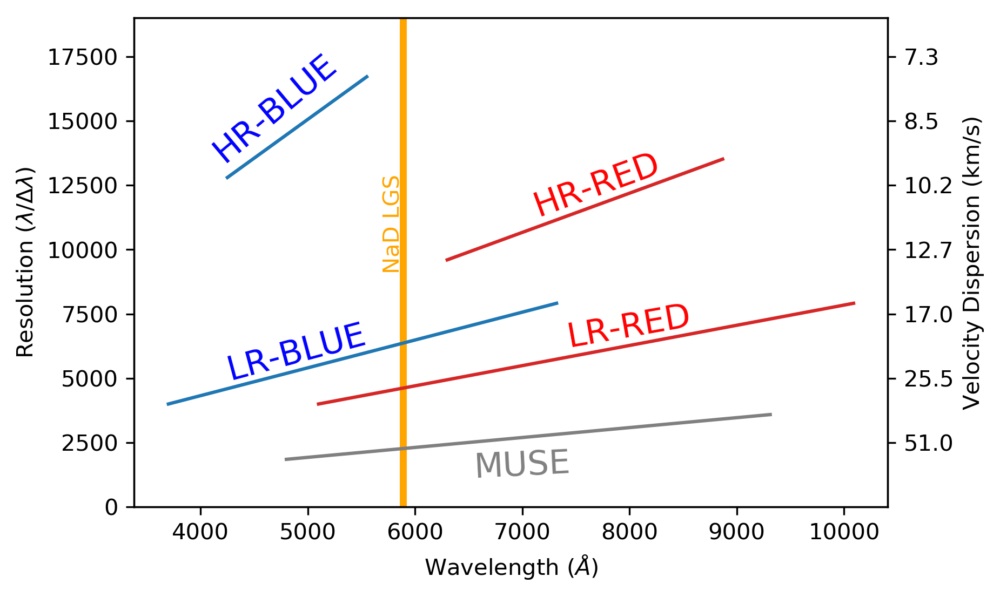 HR-BLUE
HR-RED
NaD LGS
LR-BLUE
LR-RED
MUSE
Resolution (λ/Δλ)
17500
15000
12500
10000
7500
5000
2500
0
7.3
8.5
10.2
12.7
17.0
25.5
51.0
Velocity Dispersion (km/s)
4000 5000 6000 7000 8000 9000 10000
Wavelength (Å)